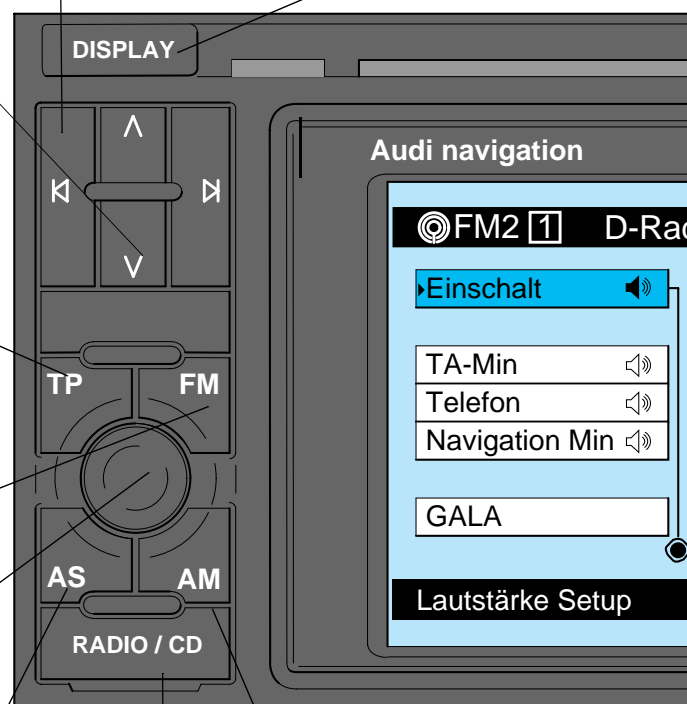 DISPLAY
Audi navigation
FM2 1 D-Rad
Einschalt
TA-Min
TP FM
Telefon
Navigation Min
GALA
AS AM
Lautstärke Setup
RADIO / CD